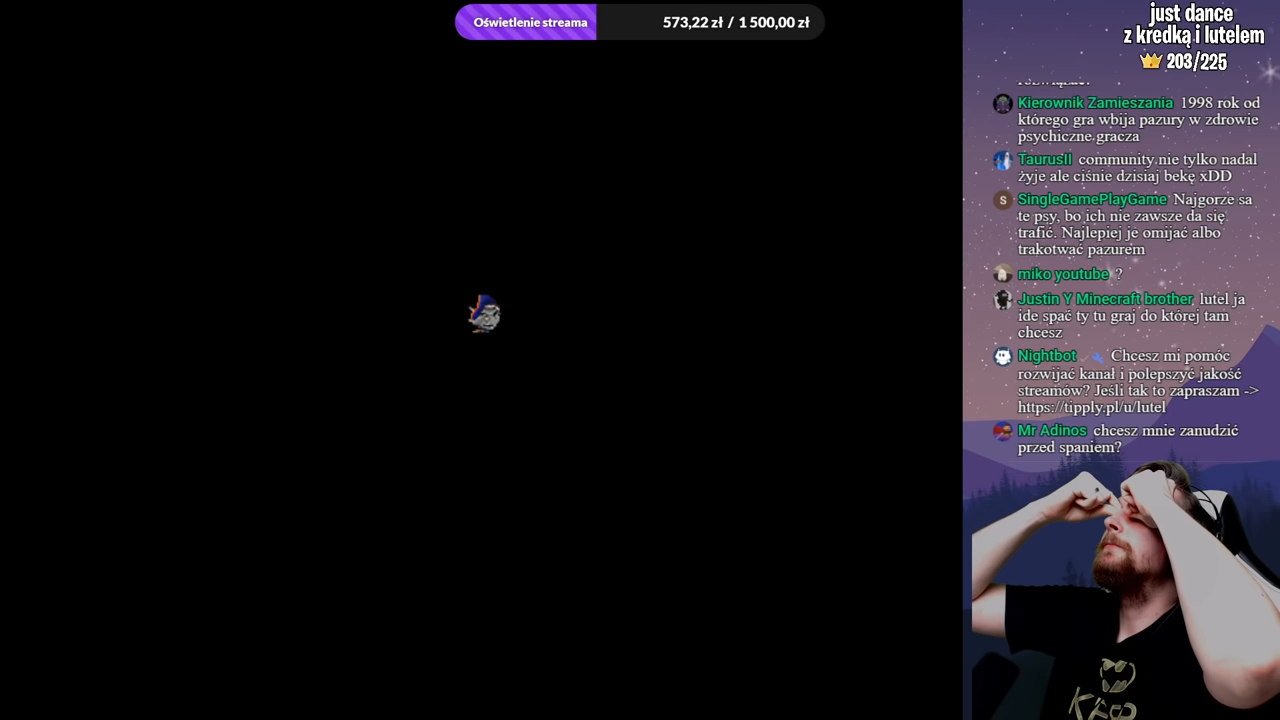 Oświetlenie streama
573,22 zł / 1 500,00 zł
just dance
z kredką i lutelem
203/225
Kierownik Zamieszania 1998 rok od
którego gra wbija pazury w zdrowie
psychiczne gracza
TaurusII community nie tylko nadal
żyje ale ciśnie dzisiaj bekę xDD
S
SingleGamePlayGame Najgorze sa
te psy, bo ich nie zawsze da się
trafić. Najlepiej je omijać albo
trakotwać pazurem
miko youtube ?
Justin Y Minecraft brother lutel ja
ide spać ty tu graj do której tam
chcesz
Nightbot Chcesz mi pomóc
rozwijać kanał i polepszyć jakość
streamów? Jeśli tak to zapraszam ->
https://tipply.pl/u/lutel
Mr Adinos chcesz mnie zanudzić
przed spaniem?